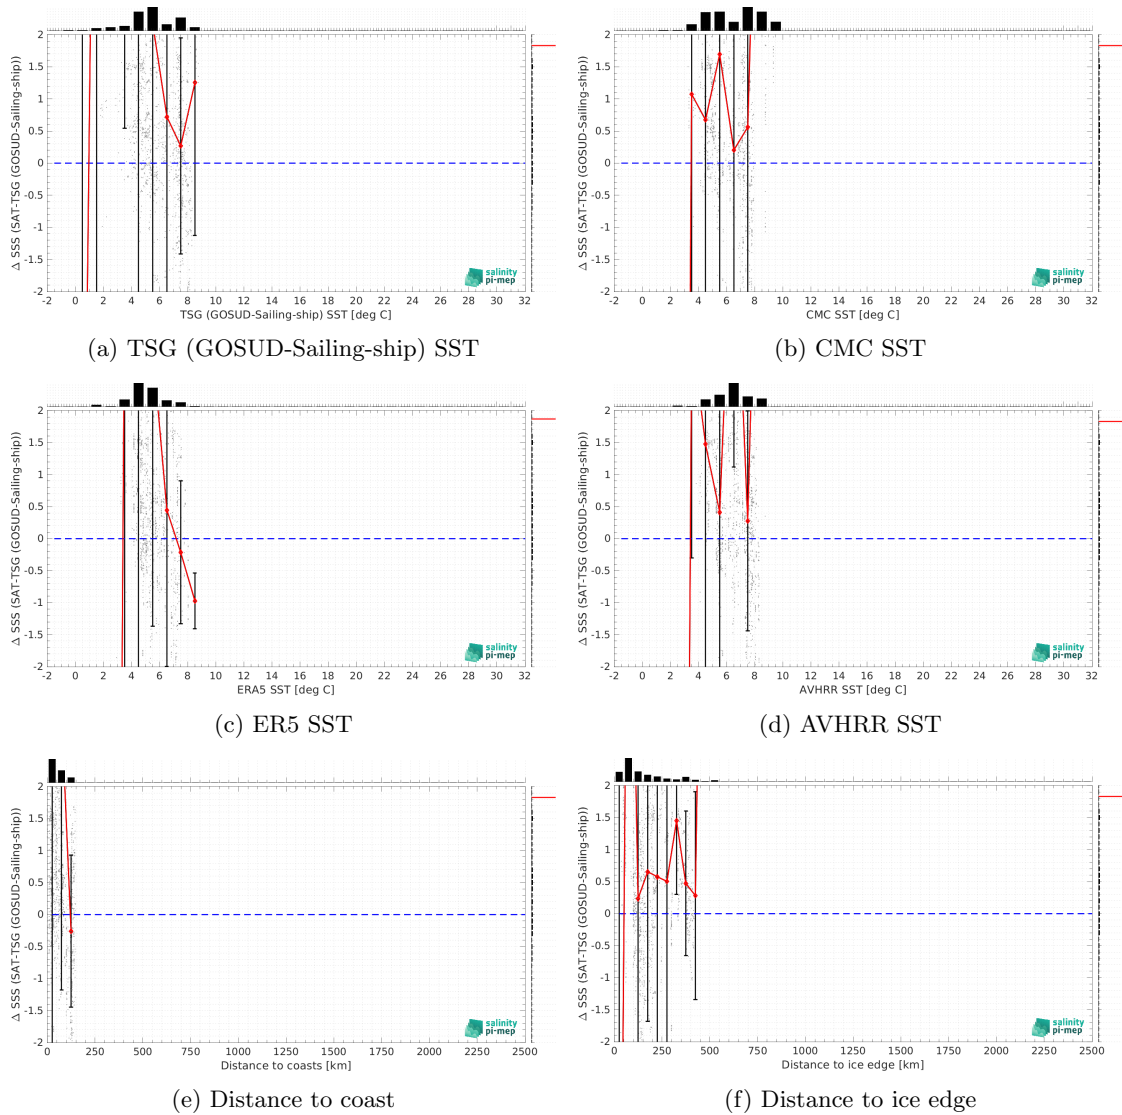 2
1.5
1
0.5
0
-0.5
-1
-1.5
-2
Δ SSS (SAT-TSG (GOSUD-Sailing-ship))
salinity
pi-mep
-2 0 2 4 6 8 10 12 14 16 18 20 22 24 26 28 30 32
TSG (GOSUD-Sailing-ship) SST [deg C]
(a) TSG (GOSUD-Sailing-ship) SST
2
1.5
1
0.5
0
-0.5
-1
-1.5
-2
Δ SSS (SAT-TSG (GOSUD-Sailing-ship))
salinity
pi-mep
-2 0 2 4 6 8 10 12 14 16 18 20 22 24 26 28 30 32
CMC SST [deg C]
(b) CMC SST
2
1.5
1
0.5
0
-0.5
-1
-1.5
-2
Δ SSS (SAT-TSG (GOSUD-Sailing-ship))
salinity
pi-mep
-2 0 2 4 6 8 10 12 14 16 18 20 22 24 26 28 30 32
ERA5 SST [deg C]
(c) ER5 SST
2
1.5
1
0.5
0
-0.5
-1
-1.5
-2
Δ SSS (SAT-TSG (GOSUD-Sailing-ship))
salinity
pi-mep
-2 0 2 4 6 8 10 12 14 16 18 20 22 24 26 28 30 32
AVHRR SST [deg C]
(d) AVHRR SST
2
1.5
1
0.5
0
-0.5
-1
-1.5
-2
Δ SSS (SAT-TSG (GOSUD-Sailing-ship))
salinity
pi-mep
0 250 500 750 1000 1250 1500 1750 2000 2250 2500
Distance to coasts [km]
(e) Distance to coast
2
1.5
1
0.5
0
-0.5
-1
-1.5
-2
Δ SSS (SAT-TSG (GOSUD-Sailing-ship))
salinity
pi-mep
0 250 500 750 1000 1250 1500 1750 2000 2250 2500
Distance to ice edge [km]
(f) Distance to ice edge